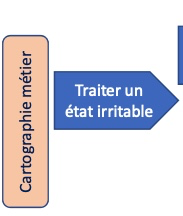 Cartographie métier
Traiter un
état irritable